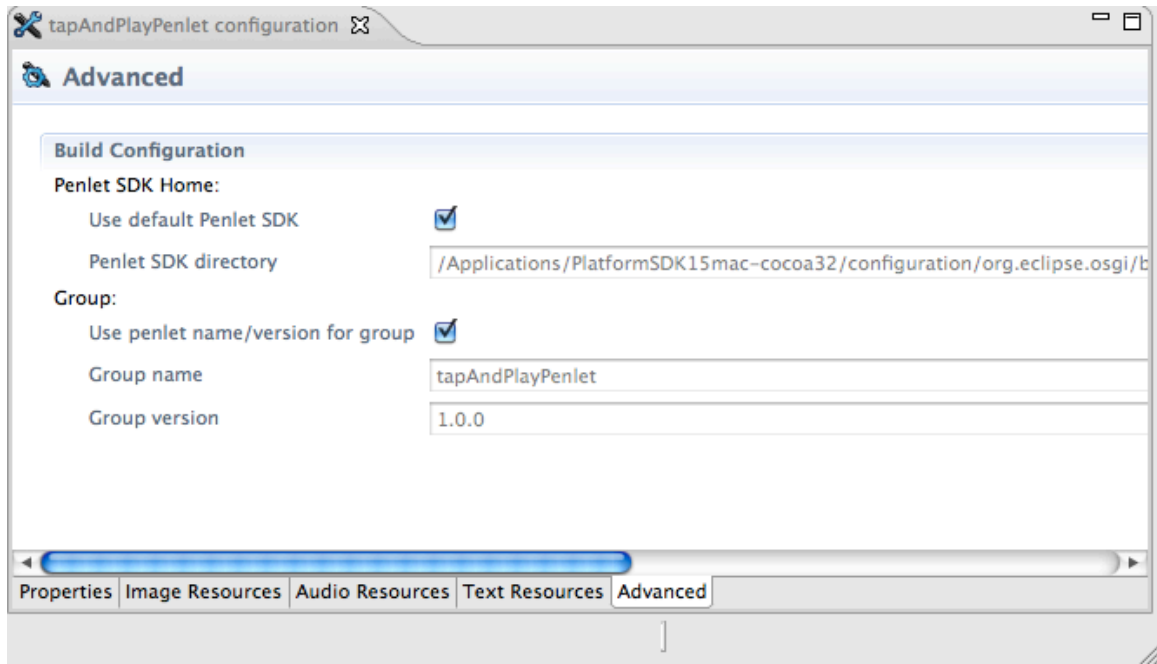 tapAndPlayPenlet configuration
Advanced
Build Configuration
Penlet SDK Home:
Use default Penlet SDK
Penlet SDK directory /Applications/PlatformSDK15mac-cocoa32/configuration/org.eclipse.osgi/b
Group:
Use penlet name/version for group
Group name tapAndPlayPenlet
Group version 1.0.0
Properties Image Resources Audio Resources Text Resources Advanced